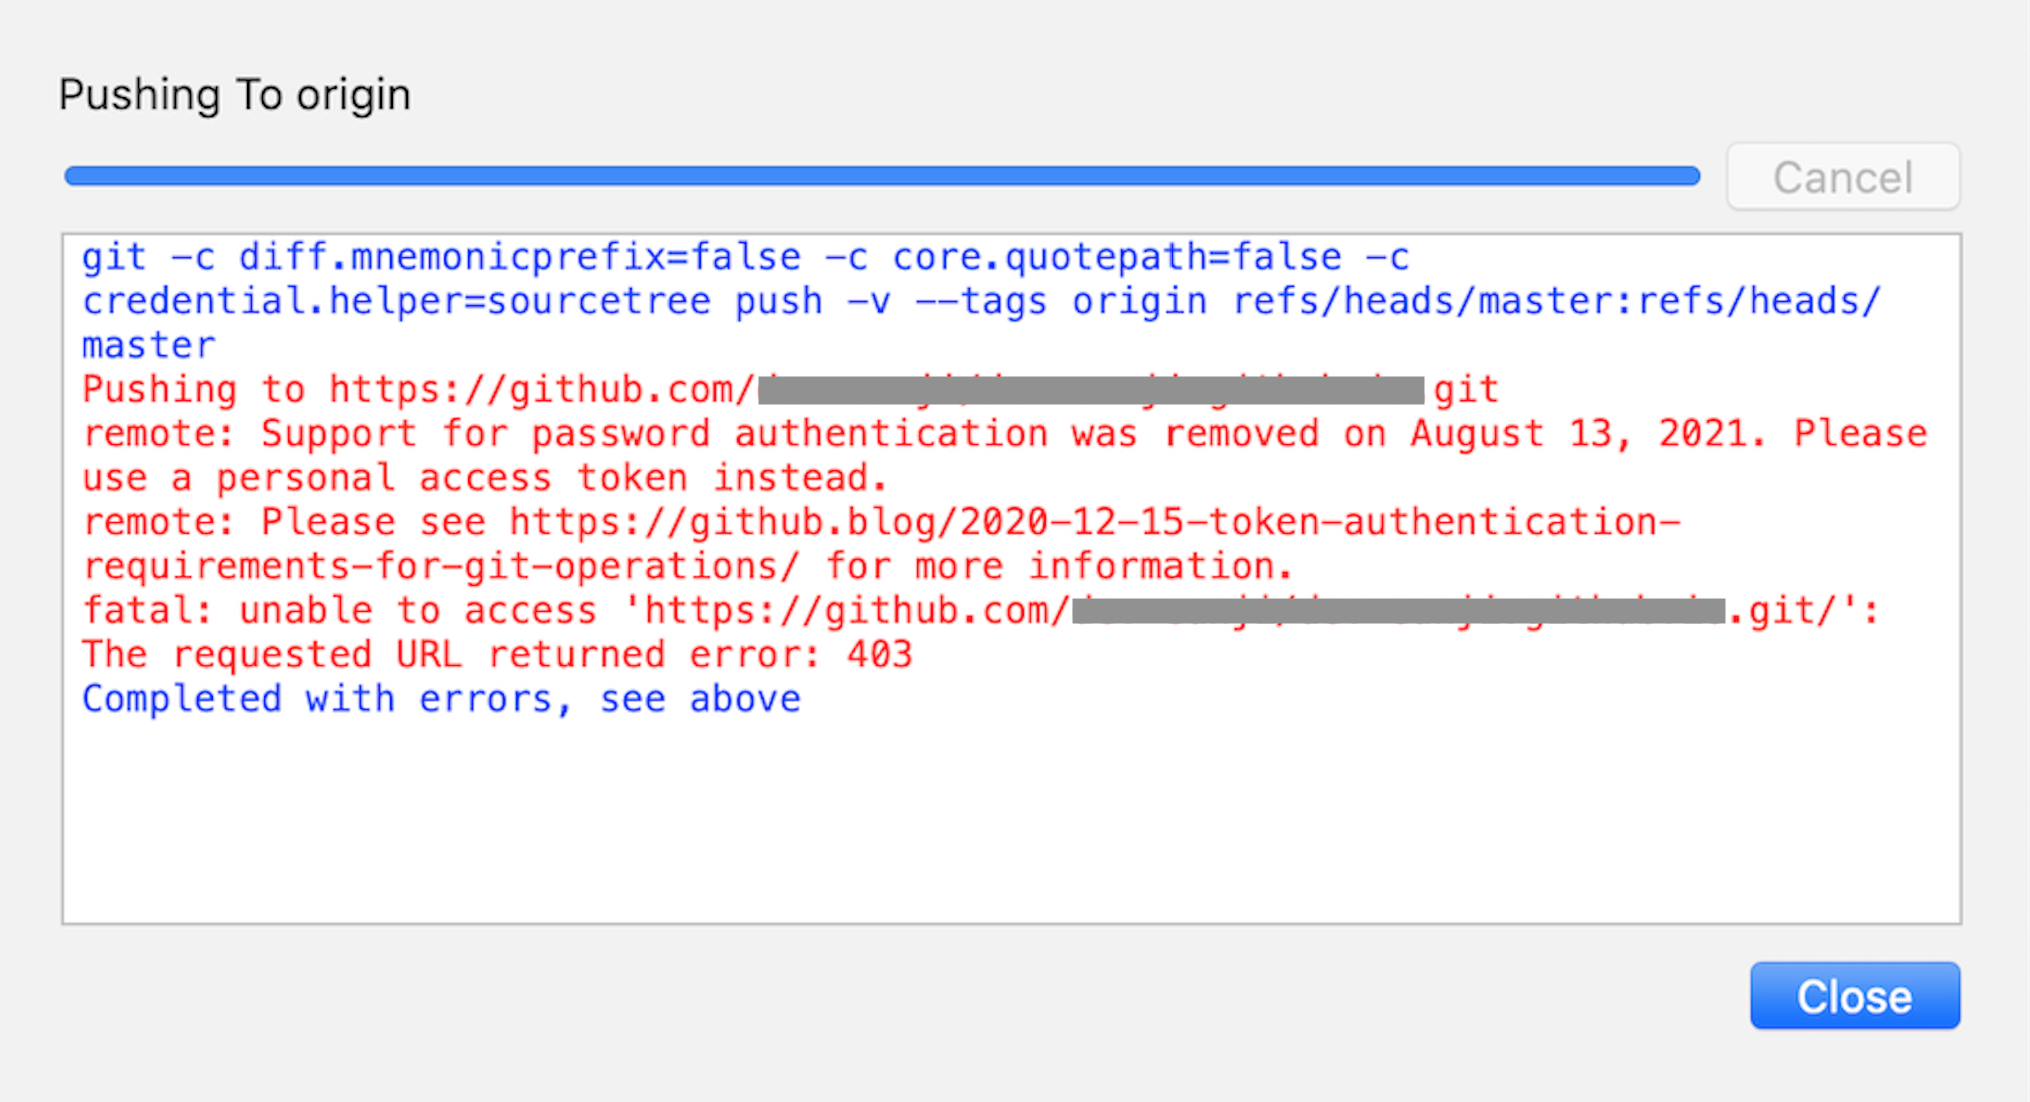 Pushing To origin
Cancel
git -c diff.mnemonicprefix=false -c core.quotepath=false -c
credential.helper=sourcetree push -v --tags origin refs/heads/master:refs/heads/
master
Pushing to https://github.com/ git
remote: Support for password authentication was removed on August 13, 2021. Please
use a personal access token instead.
remote: Please see https://github.blog/2020-12-15-token-authentication-
requirements-for-git-operations/ for more information.
fatal: unable to access 'https://github.com/ .git/':
The requested URL returned error: 403
Completed with errors, see above
Close